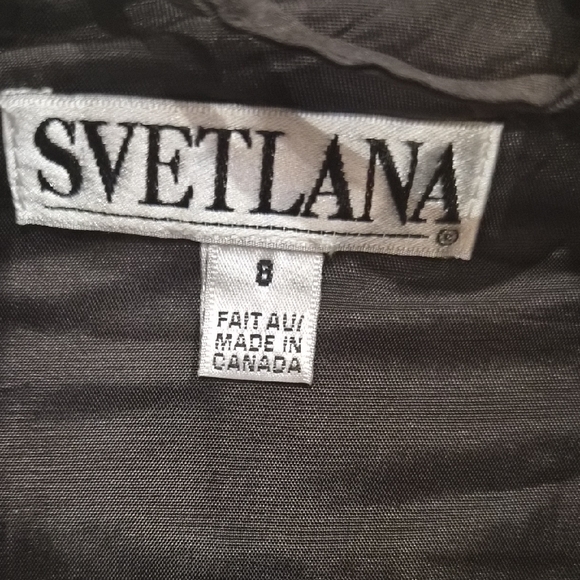 SVETLANA
®
8
FAIT AU/
MADE IN
CANADA